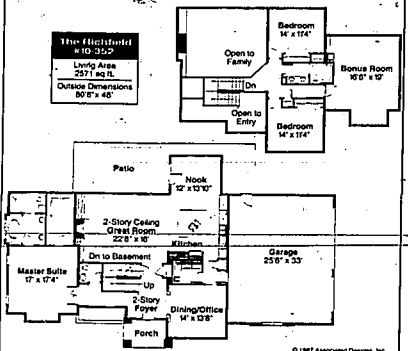 The Richfield
#10-352
Living Area
2571 sq. ft.
Outside Dimensions
80'6" x 48'
Bedroom
14' x 11'4"
Open to
Family
Bonus Room
16'6" x 19'
Dn
Open to
Entry
Bedroom
14' x 11'4"
Patio
Nook
12' x 13'10"
2-Story Ceiling
Great Room
22'8" x 16'
Kitchen
Garage
25'6" x 33'
Dn to Basement
Master Suite
17' x 17'4"
Up
2-Story
Foyer
Dining/Office
14' x 13'8"
Porch
© 1987 Associated Designs, Inc.